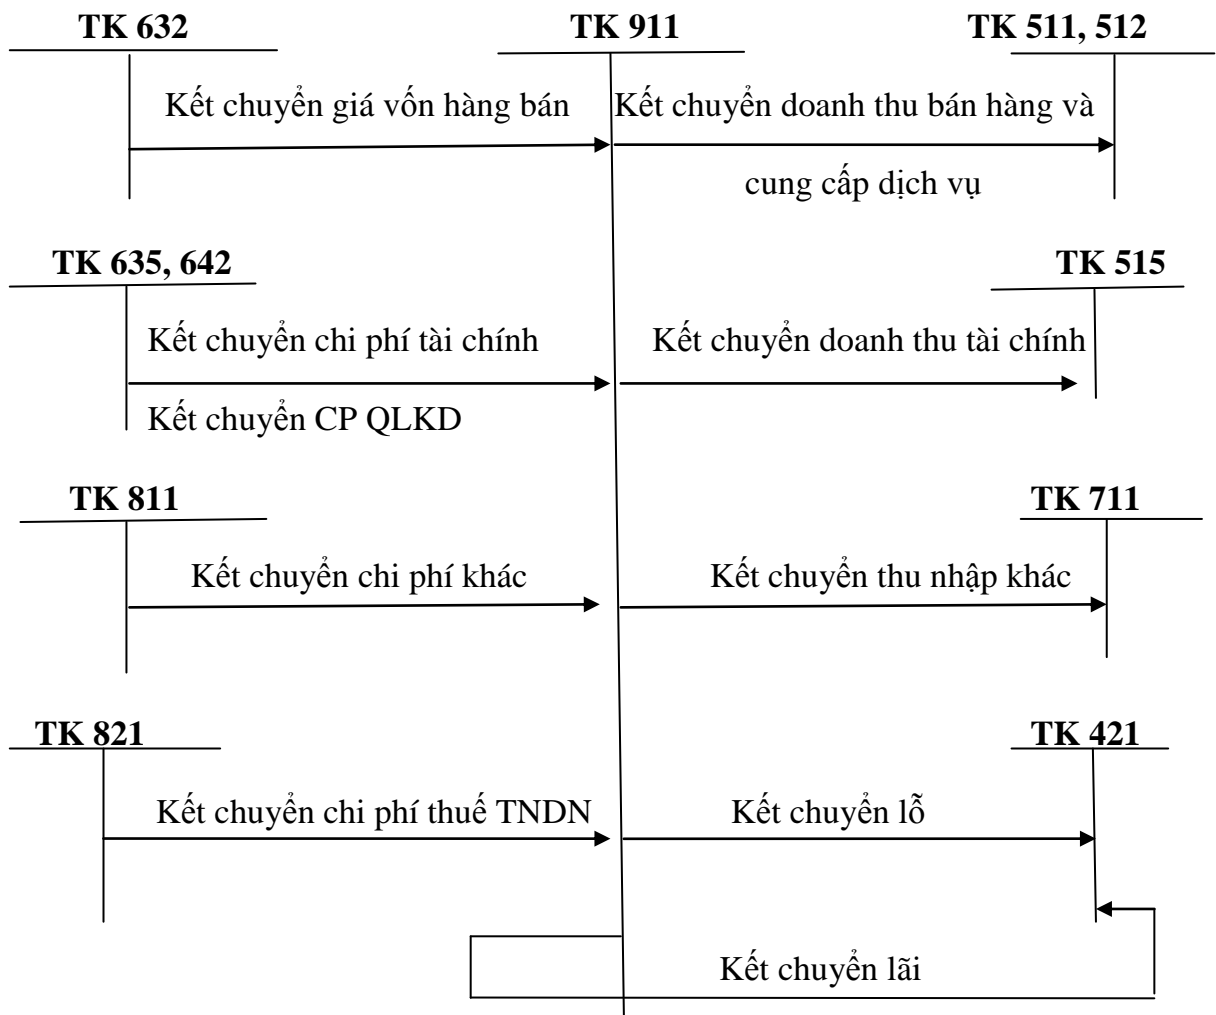 TK 632
TK 911
TK 511, 512
Kết chuyển giá vốn hàng bán
Kết chuyển doanh thu bán hàng và
cung cấp dịch vụ
TK 635, 642
TK 515
Kết chuyển chi phí tài chính
Kết chuyển doanh thu tài chính
Kết chuyển CP QLKD
TK 811
TK 711
Kết chuyển chi phí khác
Kết chuyển thu nhập khác
TK 821
TK 421
Kết chuyển chi phí thuế TNDN
Kết chuyển lỗ
Kết chuyển lãi